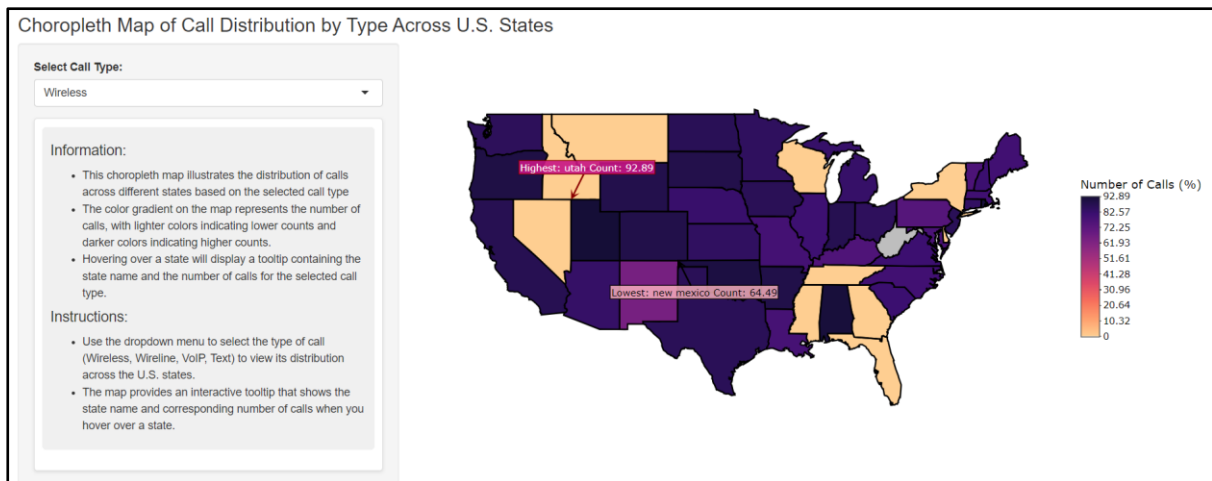 Choropleth Map of Call Distribution by Type Across U.S. States
Select Call Type:
Wireless
Information:
• This choropleth map illustrates the distribution of calls
across different states based on the selected call type
• The color gradient on the map represents the number of
calls, with lighter colors indicating lower counts and
darker colors indicating higher counts.
• Hovering over a state will display a tooltip containing the
state name and the number of calls for the selected call
type.
Instructions:
• Use the dropdown menu to select the type of call
(Wireless, Wireline, VoIP, Text) to view its distribution
across the U.S. states.
• The map provides an interactive tooltip that shows the
state name and corresponding number of calls when you
hover over a state.
Highest: utah Count: 92.89
Lowest: new mexico Count: 64.49
Number of Calls (%)
92.89
82.57
72.25
61.93
51.61
41.28
30.96
20.64
10.32
0